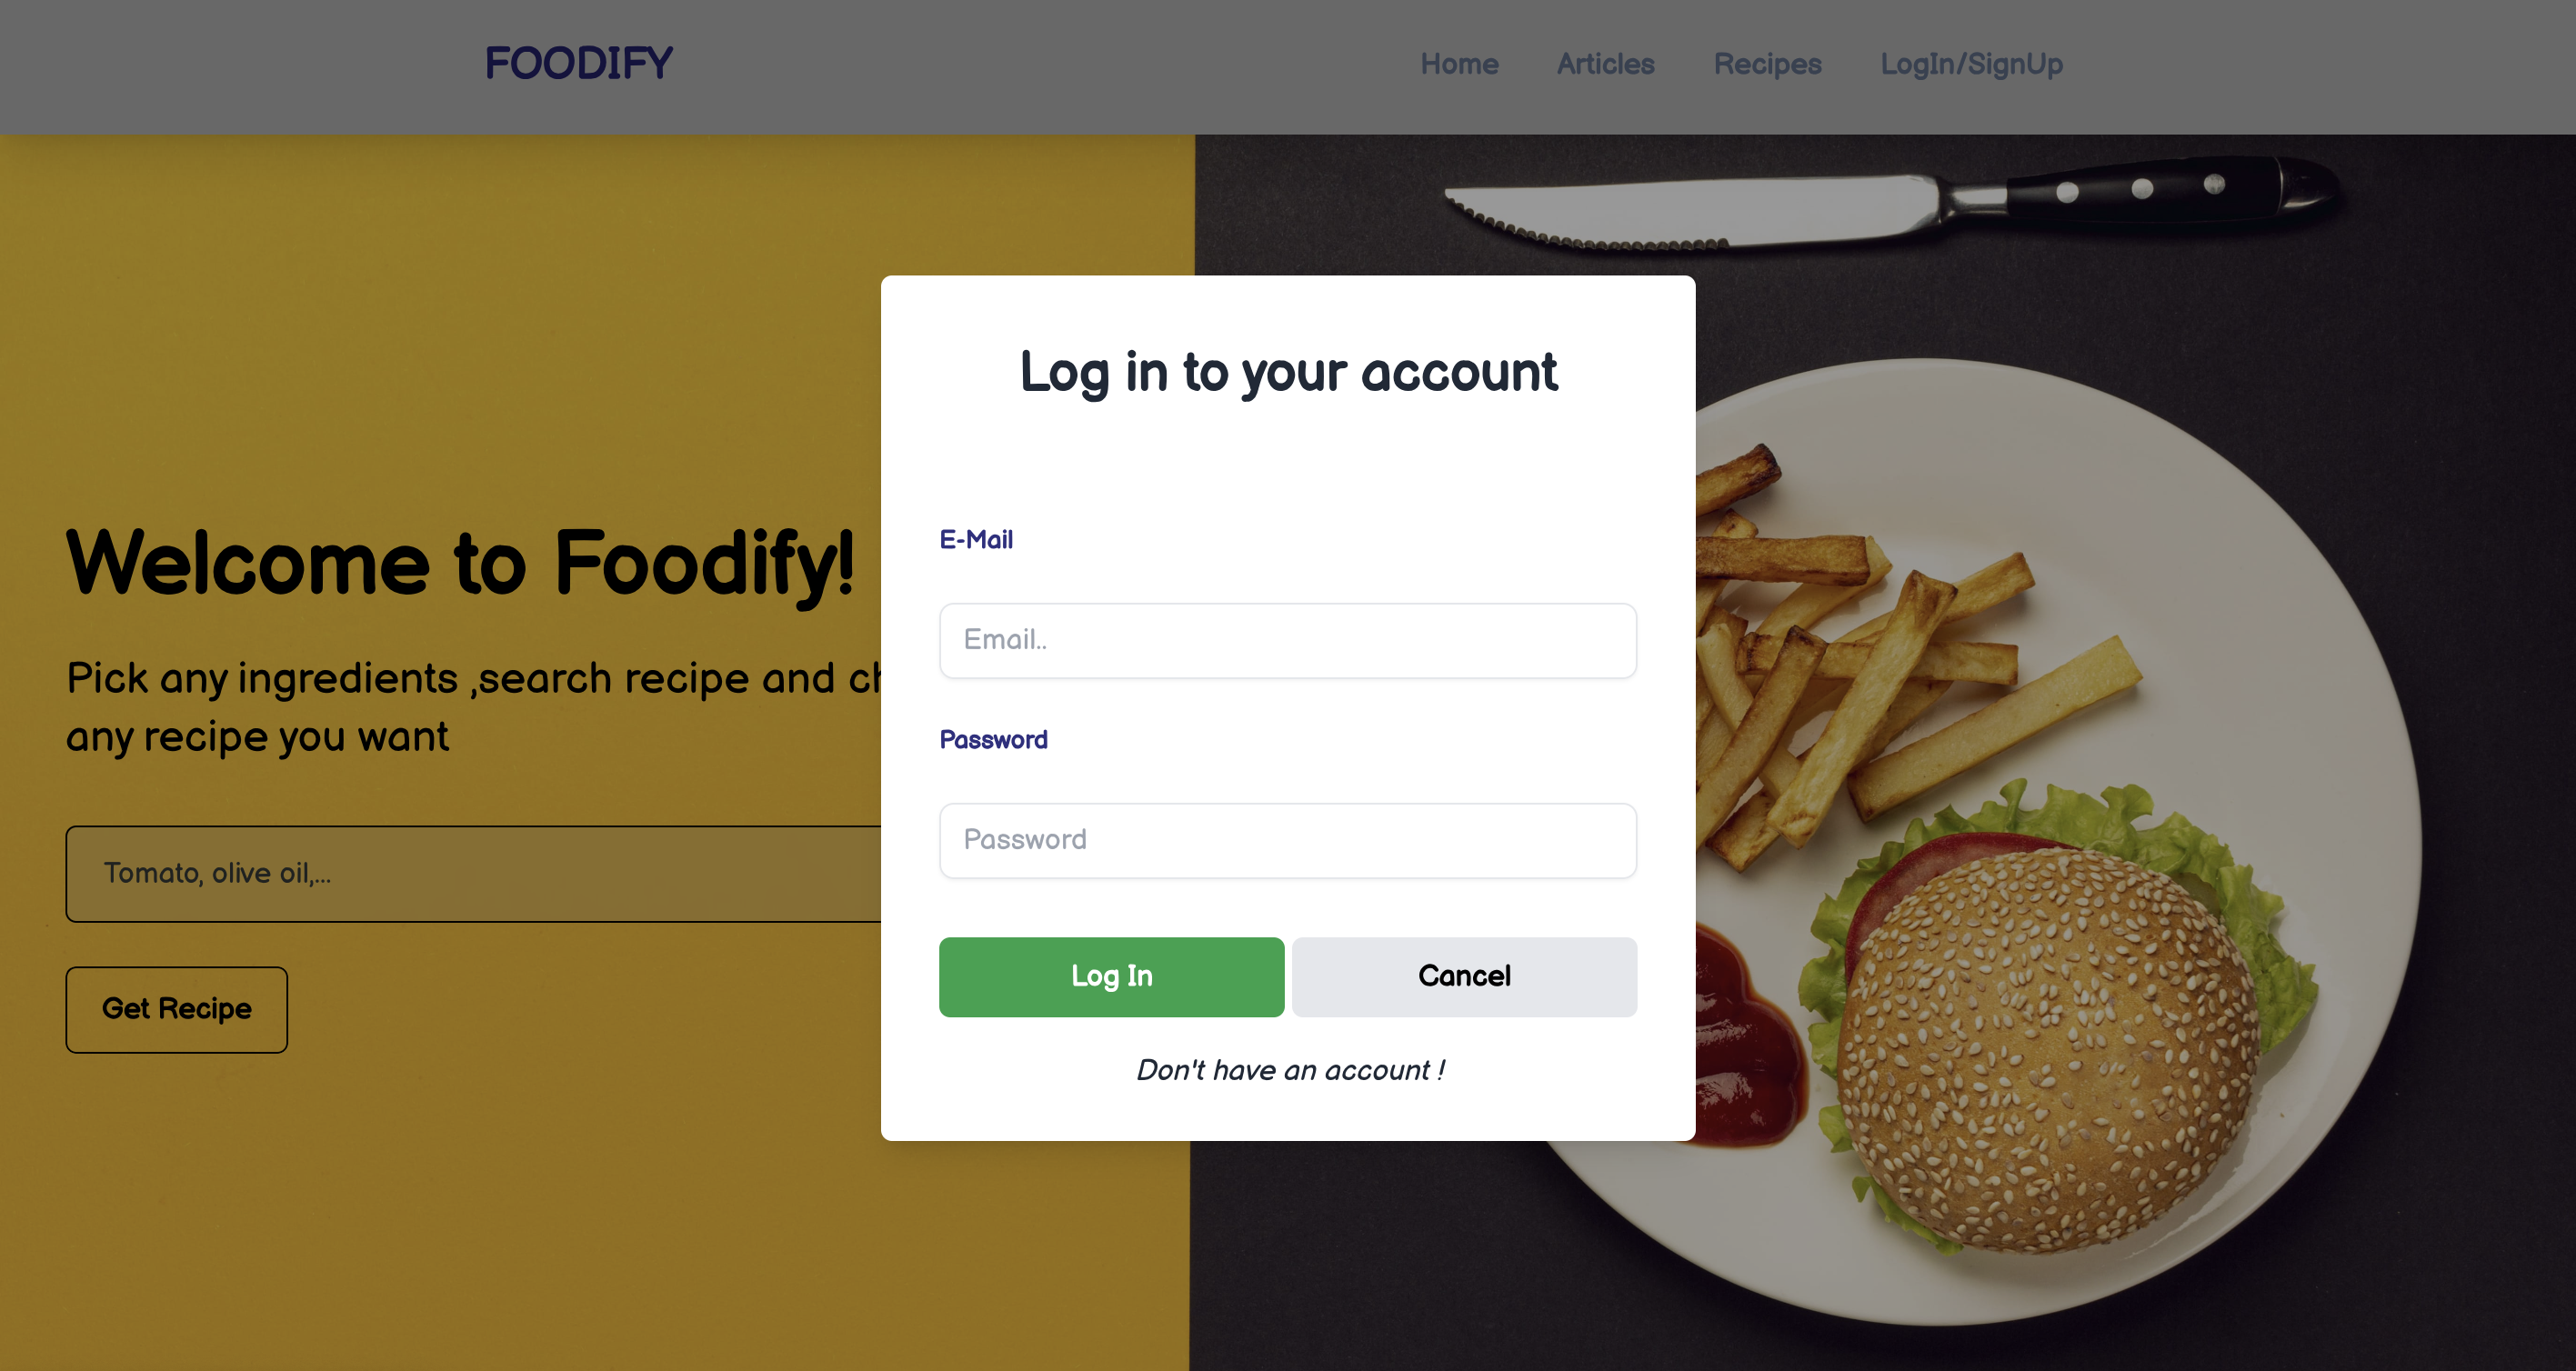 FOODIFY
Home Articles Recipes LogIn/SignUp
Welcome to Foodify!
Pick any ingredients ,search recipe and
any recipe you want
Tomato, olive oil,...
Get Recipe
Log in to your account
E-Mail
Email..
Password
Password
Log In Cancel
Don't have an account !